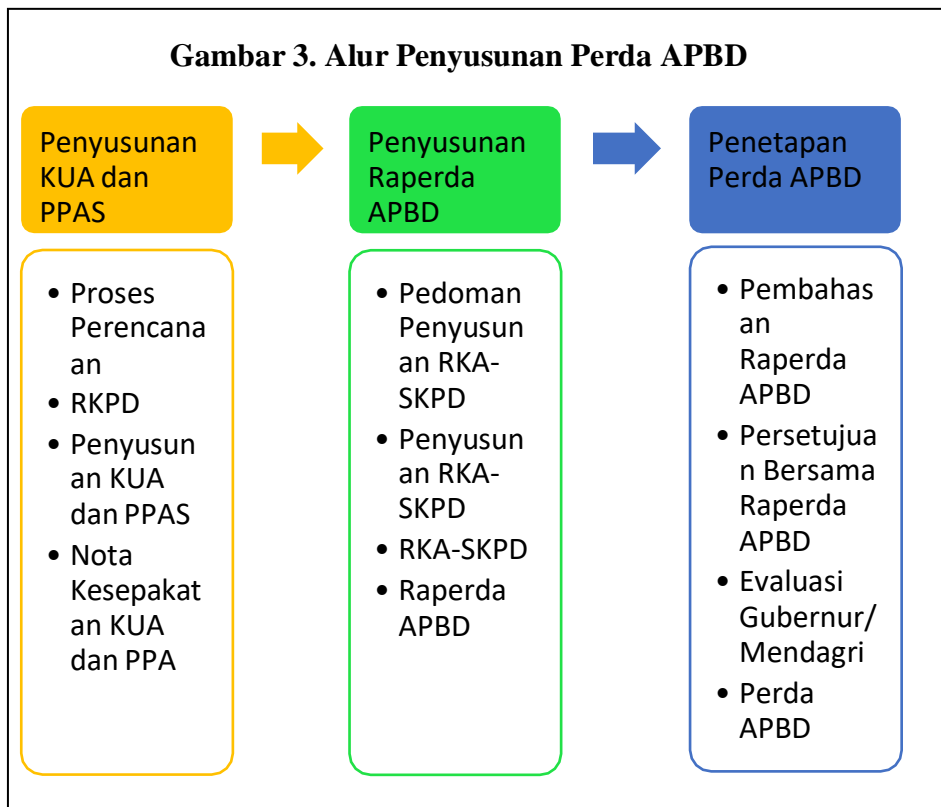 Gambar 3. Alur Penyusunan Perda APBD
Penyusunan
KUA dan
PPAS
• Proses
Perencana
an
• RKPD
• Penyusun
an KUA
dan PPAS
• Nota
Kesepakat
an KUA
dan PPA
Penyusunan
Raperda
APBD
• Pedoman
Penyusun
an RKA-
SKPD
• Penyusun
an RKA-
SKPD
• RKA-SKPD
• Raperda
APBD
Penetapan
Perda APBD
• Pembahas
an
Raperda
APBD
• Persetujua
n Bersama
Raperda
APBD
• Evaluasi
Gubernur/
Mendagri
• Perda
APBD